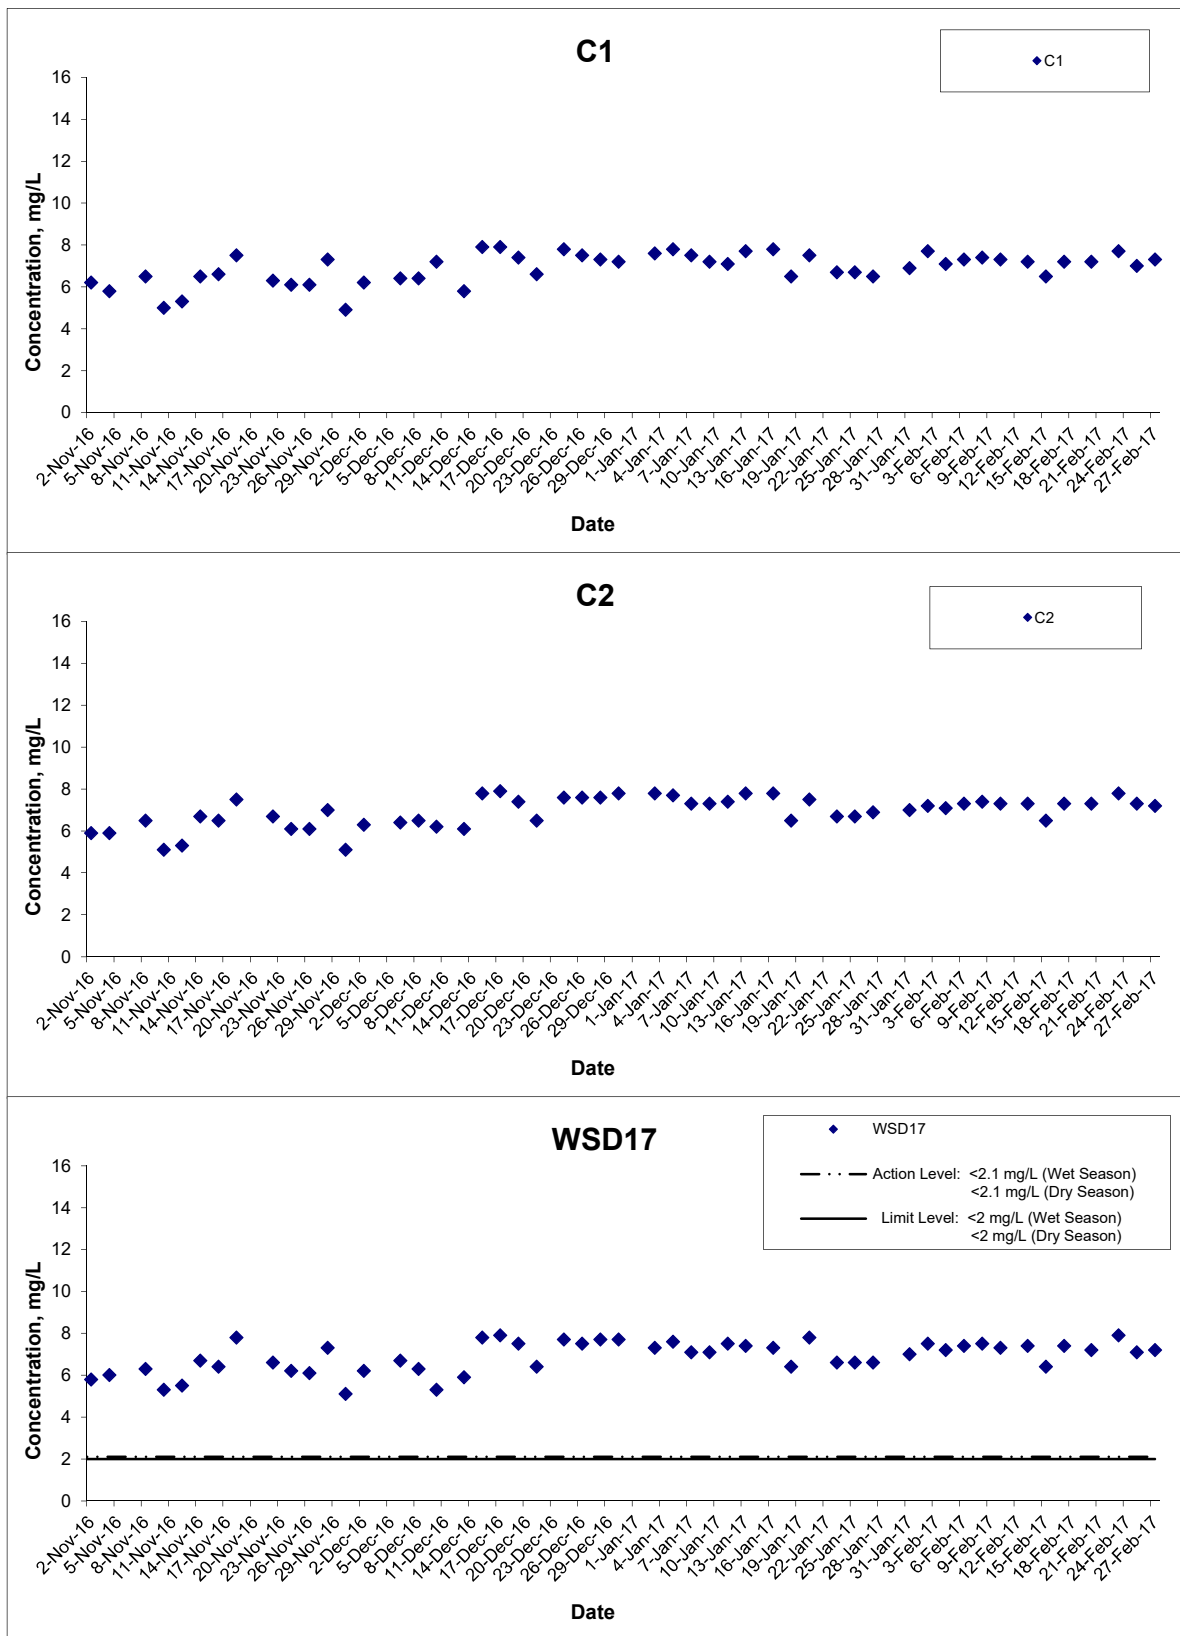 C1
C1
16
14
12
10
8
6
4
2
0
Concentration, mg/L
2-Nov-16
5-Nov-16
8-Nov-16
11-Nov-16
14-Nov-16
17-Nov-16
20-Nov-16
23-Nov-16
26-Nov-16
29-Nov-16
2-Dec-16
5-Dec-16
8-Dec-16
11-Dec-16
14-Dec-16
17-Dec-16
20-Dec-16
23-Dec-16
26-Dec-16
29-Dec-16
1-Jan-17
4-Jan-17
7-Jan-17
10-Jan-17
13-Jan-17
16-Jan-17
19-Jan-17
22-Jan-17
25-Jan-17
28-Jan-17
31-Jan-17
3-Feb-17
6-Feb-17
9-Feb-17
12-Feb-17
15-Feb-17
18-Feb-17
21-Feb-17
24-Feb-17
27-Feb-17
Date
C2
C2
16
14
12
10
8
6
4
2
0
Concentration, mg/L
2-Nov-16
5-Nov-16
8-Nov-16
11-Nov-16
14-Nov-16
17-Nov-16
20-Nov-16
23-Nov-16
26-Nov-16
29-Nov-16
2-Dec-16
5-Dec-16
8-Dec-16
11-Dec-16
14-Dec-16
17-Dec-16
20-Dec-16
23-Dec-16
26-Dec-16
29-Dec-16
1-Jan-17
4-Jan-17
7-Jan-17
10-Jan-17
13-Jan-17
16-Jan-17
19-Jan-17
22-Jan-17
25-Jan-17
28-Jan-17
31-Jan-17
3-Feb-17
6-Feb-17
9-Feb-17
12-Feb-17
15-Feb-17
18-Feb-17
21-Feb-17
24-Feb-17
27-Feb-17
Date
WSD17
WSD17
Action Level: <2.1 mg/L (Wet Season)
<2.1 mg/L (Dry Season)
Limit Level: <2 mg/L (Wet Season)
<2 mg/L (Dry Season)
16
14
12
10
8
6
4
2
0
Concentration, mg/L
2-Nov-16
5-Nov-16
8-Nov-16
11-Nov-16
14-Nov-16
17-Nov-16
20-Nov-16
23-Nov-16
26-Nov-16
29-Nov-16
2-Dec-16
5-Dec-16
8-Dec-16
11-Dec-16
14-Dec-16
17-Dec-16
20-Dec-16
23-Dec-16
26-Dec-16
29-Dec-16
1-Jan-17
4-Jan-17
7-Jan-17
10-Jan-17
13-Jan-17
16-Jan-17
19-Jan-17
22-Jan-17
25-Jan-17
28-Jan-17
31-Jan-17
3-Feb-17
6-Feb-17
9-Feb-17
12-Feb-17
15-Feb-17
18-Feb-17
21-Feb-17
24-Feb-17
27-Feb-17
Date